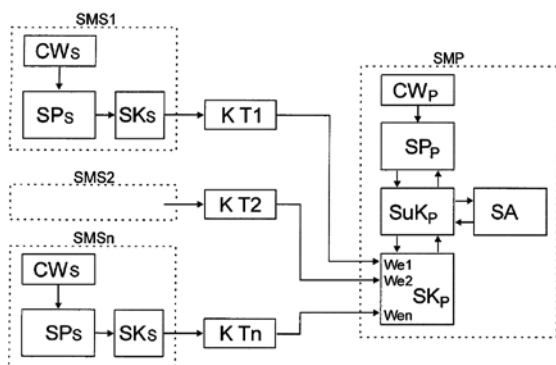 SMS1
CWs
SPs
SKs
K T1
SMS2
K T2
SMSn
CWs
SPs
SKs
K Tn
SMP
CWP
SPP
SuKP
SA
We1
We2
SKP
Wen